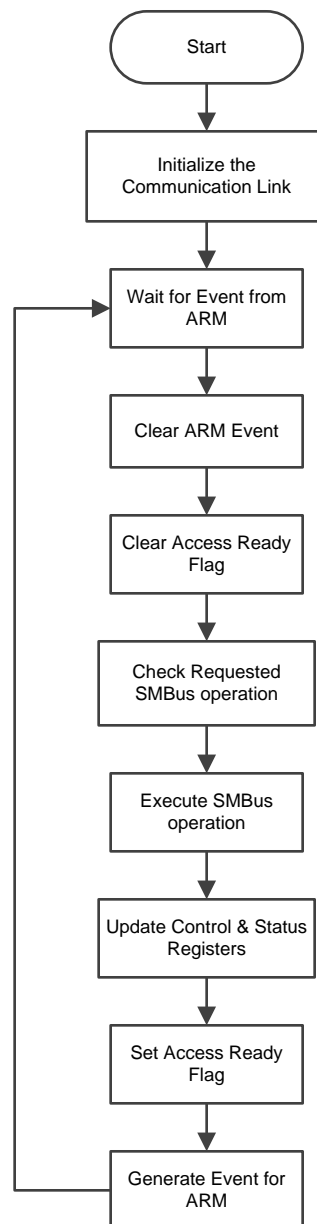 Start
Initialize the
Communication Link
Wait for Event from
ARM
Clear ARM Event
Clear Access Ready
Flag
Check Requested
SMBus operation
Execute SMBus
operation
Update Control & Status
Registers
Set Access Ready
Flag
Generate Event for
ARM